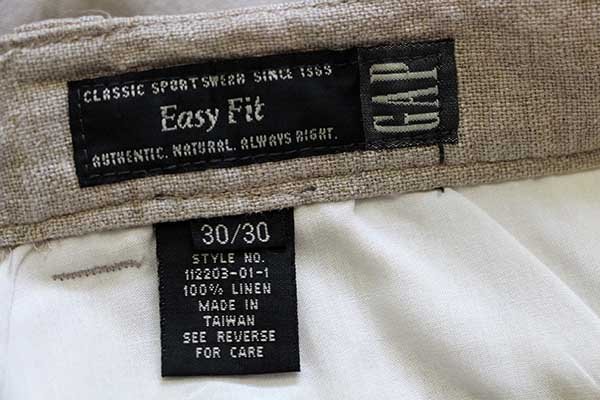 CLASSIC SPORTSWEAR SINCE 1969
Easy Fit
AUTHENTIC. NATURAL. ALWAYS RIGHT.
GAP
30/30
STYLE NO.
112203-01-1
100% LINEN
MADE IN
TAIWAN
SEE REVERSE
FOR CARE